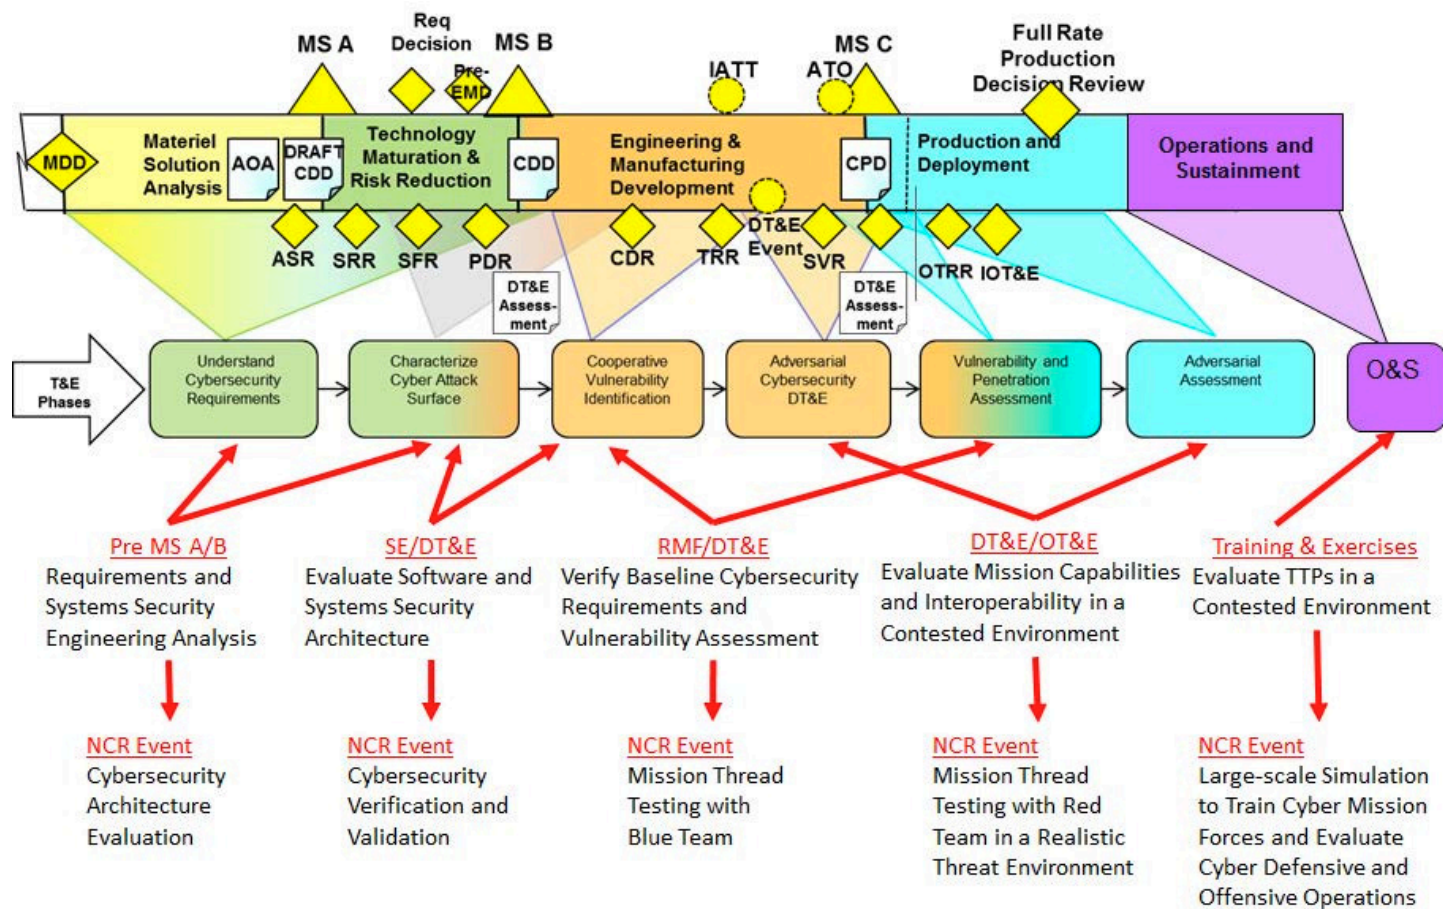 Req
Decision
MS A
Pre-
EMD
MS B
IATT
ATO
MS C
Full Rate
Production
Decision Review
MDD
Materiel
Solution
Analysis
AOA
DRAFT
CDD
Technology
Maturation &
Risk Reduction
CDD
Engineering &
Manufacturing
Development
CPD
Production and
Deployment
Operations and
Sustainment
ASR
SRR
SFR
PDR
CDR
TRR
DT&E
Event
SVR
OTRR
IOT&E
DT&E
Assess-
ment
DT&E
Assess-
ment
T&E
Phases
Understand
Cybersecurity
Requirements
Characterize
Cyber Attack
Surface
Cooperative
Vulnerability
Identification
Adversarial
Cybersecurity
DT&E
Vulnerability and
Penetration
Assessment
Adversarial
Assessment
O&S
Pre MS A/B
Requirements and
Systems Security
Engineering Analysis
SE/DT&E
Evaluate Software and
Systems Security
Architecture
RMF/DT&E
Verify Baseline Cybersecurity
Requirements and
Vulnerability Assessment
DT&E/OT&E
Evaluate Mission Capabilities
and Interoperability in a
Contested Environment
Training & Exercises
Evaluate TTPs in a
Contested Environment
NCR Event
Cybersecurity
Architecture
Evaluation
NCR Event
Cybersecurity
Verification and
Validation
NCR Event
Mission Thread
Testing with
Blue Team
NCR Event
Mission Thread
Testing with Red
Team in a Realistic
Threat Environment
NCR Event
Large-scale Simulation
to Train Cyber Mission
Forces and Evaluate
Cyber Defensive and
Offensive Operations